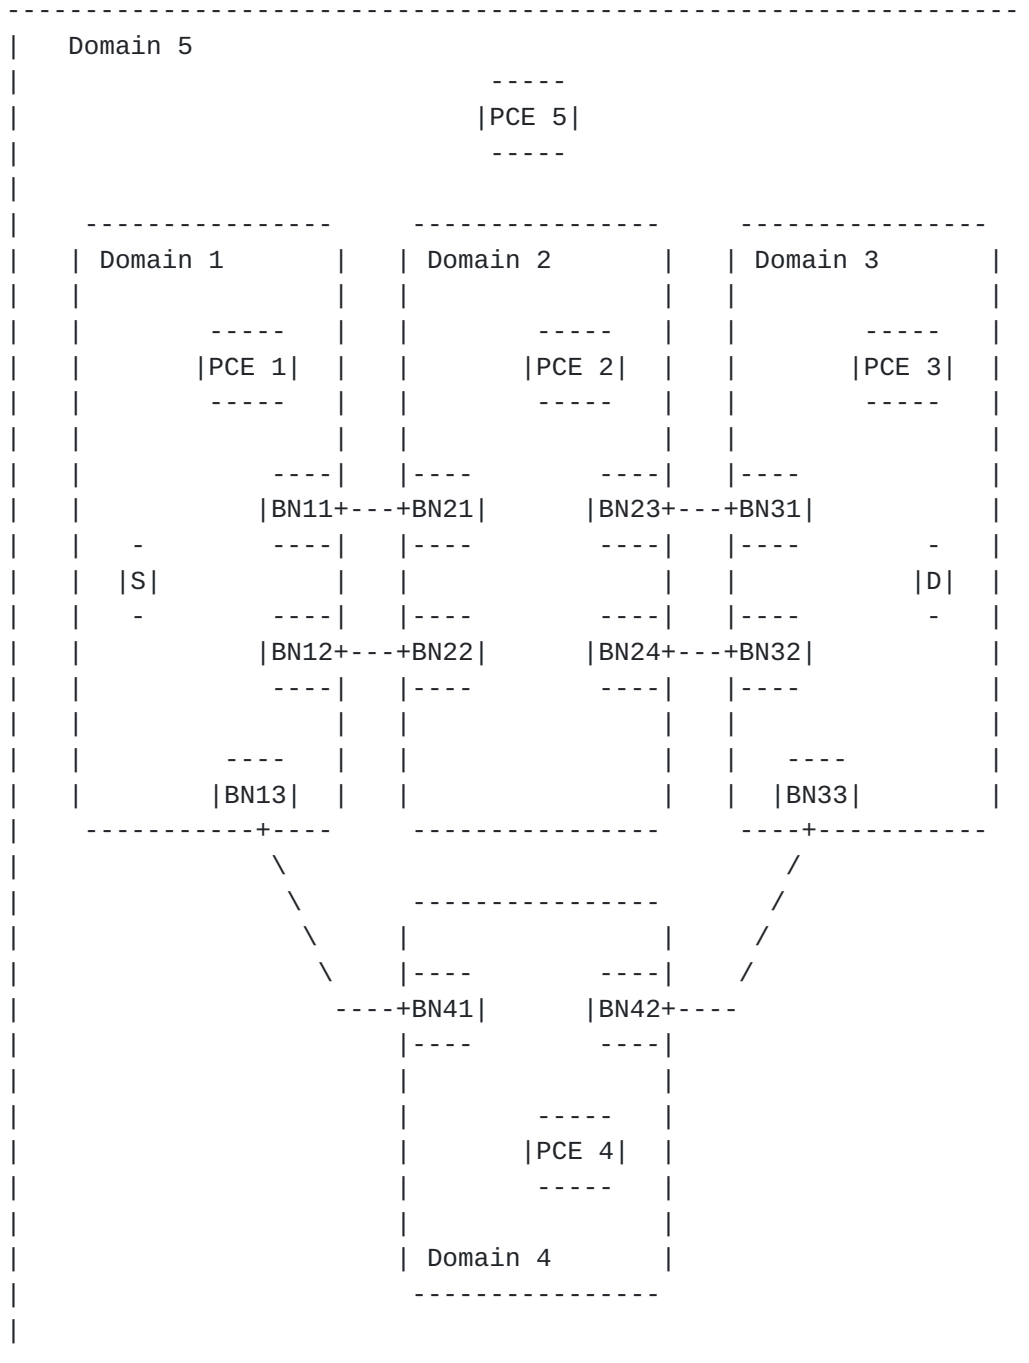 Domain 5
|PCE 5|
| Domain 1 | | Domain 2 | | Domain 3 |
|PCE 1| | | |PCE 2| | | |PCE 3|
|BN11+---+BN21| |BN23+---+BN31|
|S| |D|
|BN12+---+BN22| |BN24+---+BN32|
|BN13| |BN33|
----+BN41| |BN42+----
|PCE 4|
| Domain 4 |